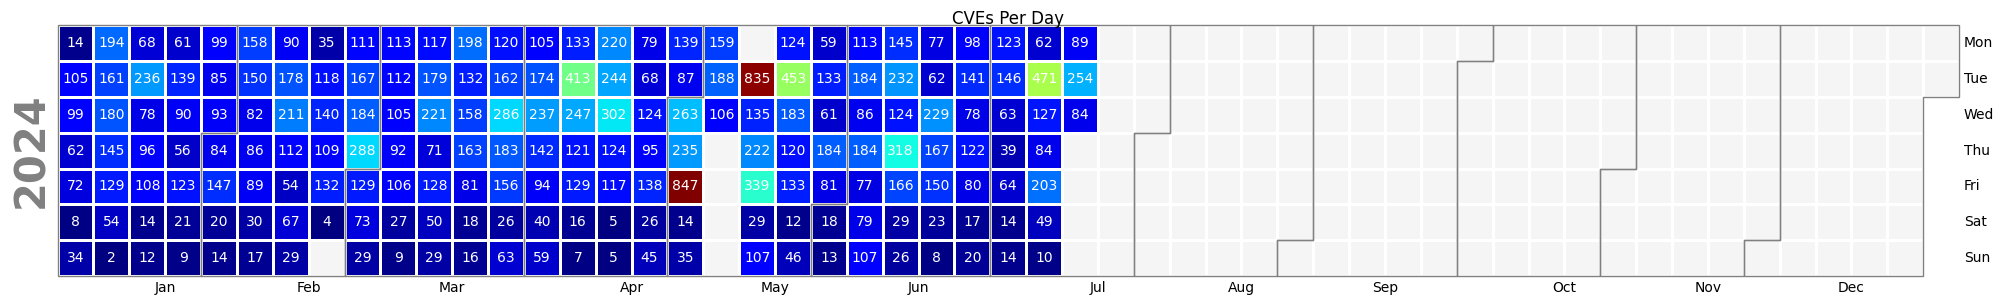 CVEs Per Day
2024
14 194 68 61 99 158 90 35 111 113 117 198 120 105 133 220 79 139 159 124 59 113 145 77 98 123 62 89 Mon
105 161 236 139 85 150 178 118 167 112 179 132 162 174 413 244 68 87 188 835 453 133 184 232 62 141 146 471 254 Tue
99 180 78 90 93 82 211 140 184 105 221 158 286 237 247 302 124 263 106 135 183 61 86 124 229 78 63 127 84 Wed
62 145 96 56 84 86 112 109 288 92 71 163 183 142 121 124 95 235 222 120 184 184 318 167 122 39 84 Thu
72 129 108 123 147 89 54 132 129 106 128 81 156 94 129 117 138 847 339 133 81 77 166 150 80 64 203 Fri
8 54 14 21 20 30 67 4 73 27 50 18 26 40 16 5 26 14 29 12 18 79 29 23 17 14 49 Sat
34 2 12 9 14 17 29 29 9 29 16 63 59 7 5 45 35 107 46 13 107 26 8 20 14 10 Sun
Jan Feb Mar Apr May Jun Jul Aug Sep Oct Nov Dec